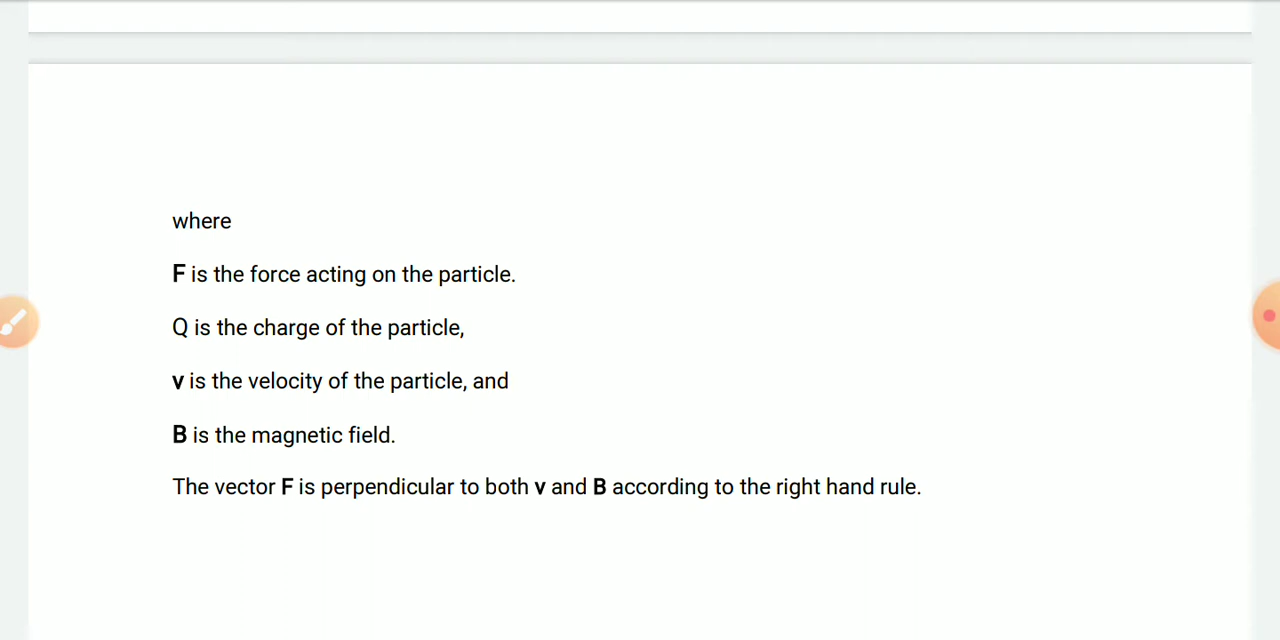 where
F is the force acting on the particle.
Q is the charge of the particle,
v is the velocity of the particle, and
B is the magnetic field.
The vector F is perpendicular to both v and B according to the right hand rule.